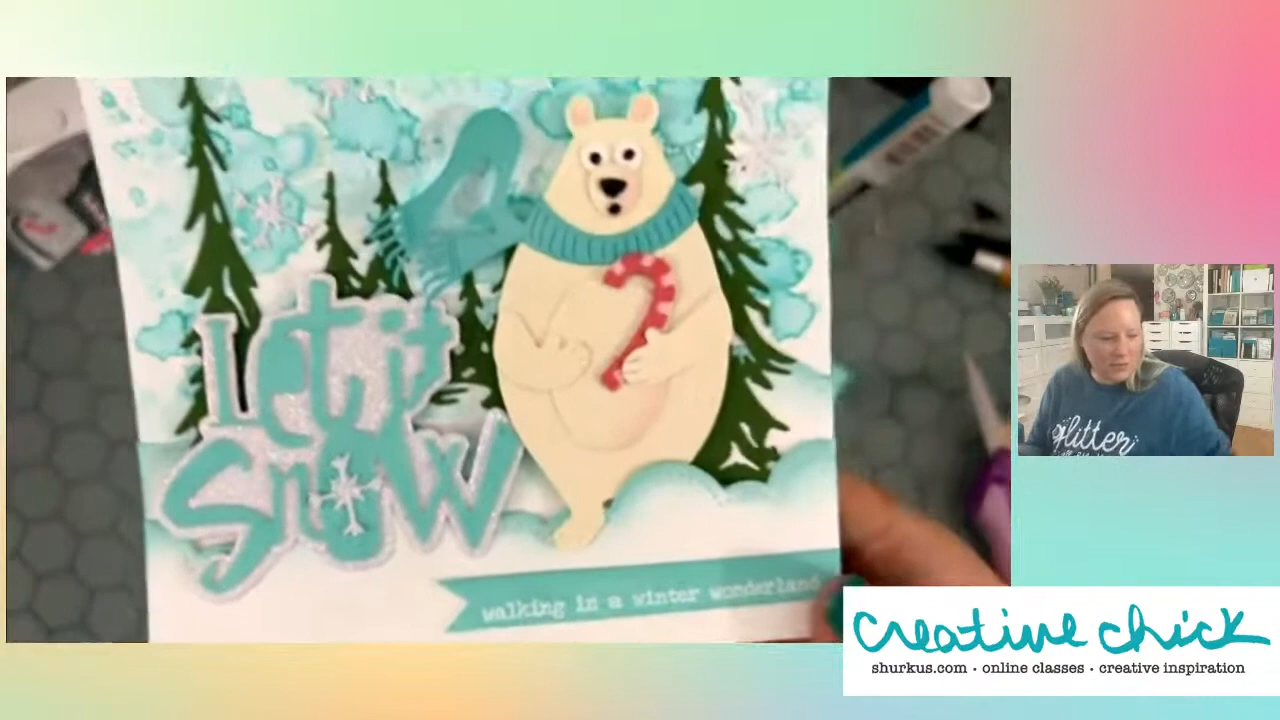 Let it
Snow
walking in a winter wonderland
glitter
creative chick
shurkus.com · online classes · creative inspiration